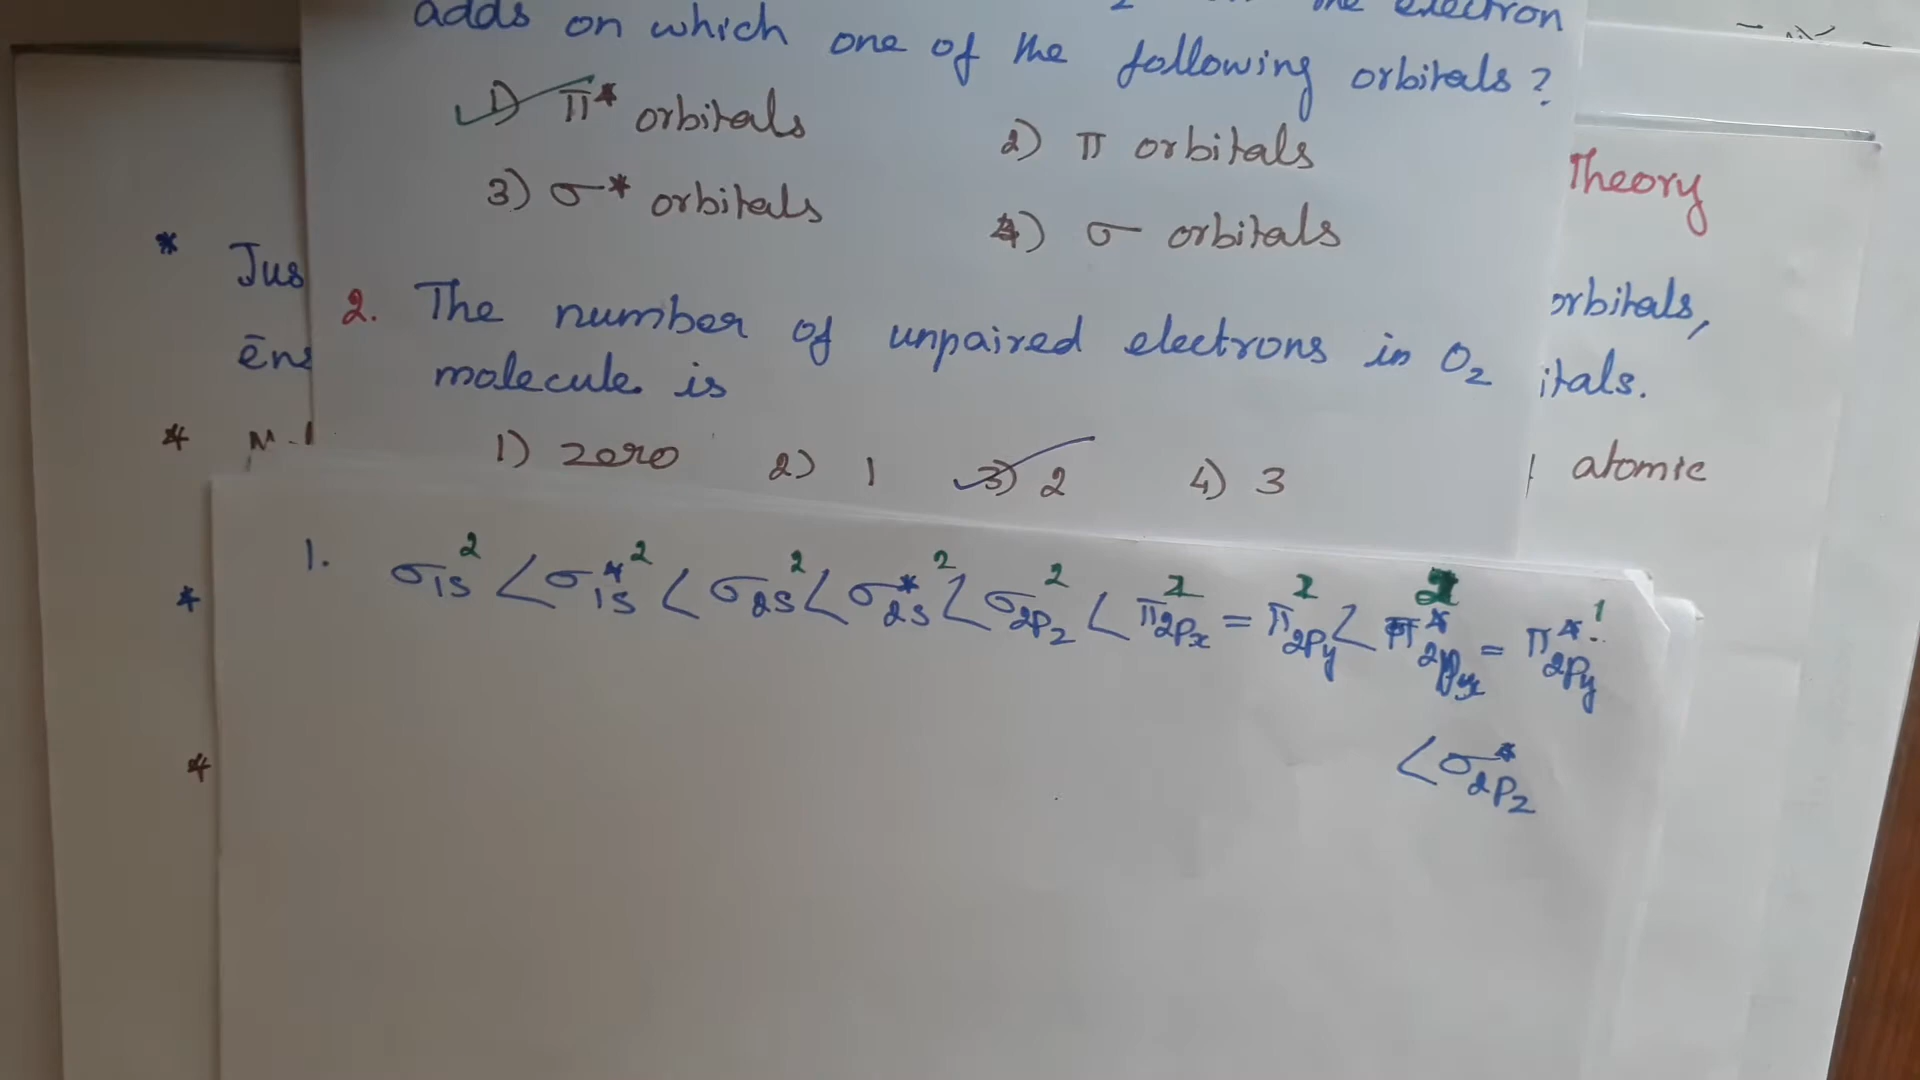 adds on which one of the following orbitals?
1) π* orbitals 2) π orbitals
3) σ* orbitals 4) σ orbitals
2. The number of unpaired electrons in O₂
molecule is
1) zero 2) 1 3) 2 4) 3
Theory
* Jus
orbitals,
itals.
*
atomic
*
*
1. σ1s² < σ*1s² < σ2s² < σ*2s² < σ2pz² < π2px² = π2py² < π*2px² = π*2py¹
< σ*2pz